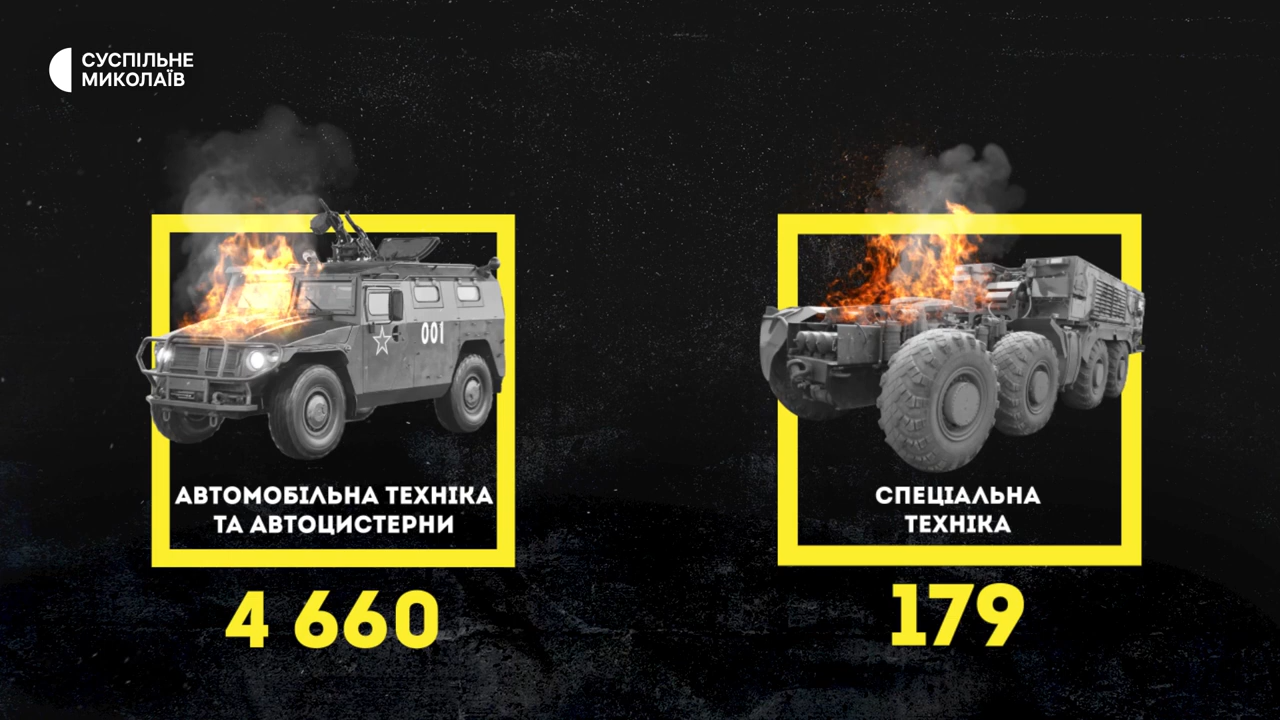 СУСПІЛЬНЕ
МИКОЛАЇВ
001
АВТОМОБІЛЬНА ТЕХНІКА
ТА АВТОЦИСТЕРНИ
4 660
СПЕЦІАЛЬНА
ТЕХНІКА
179